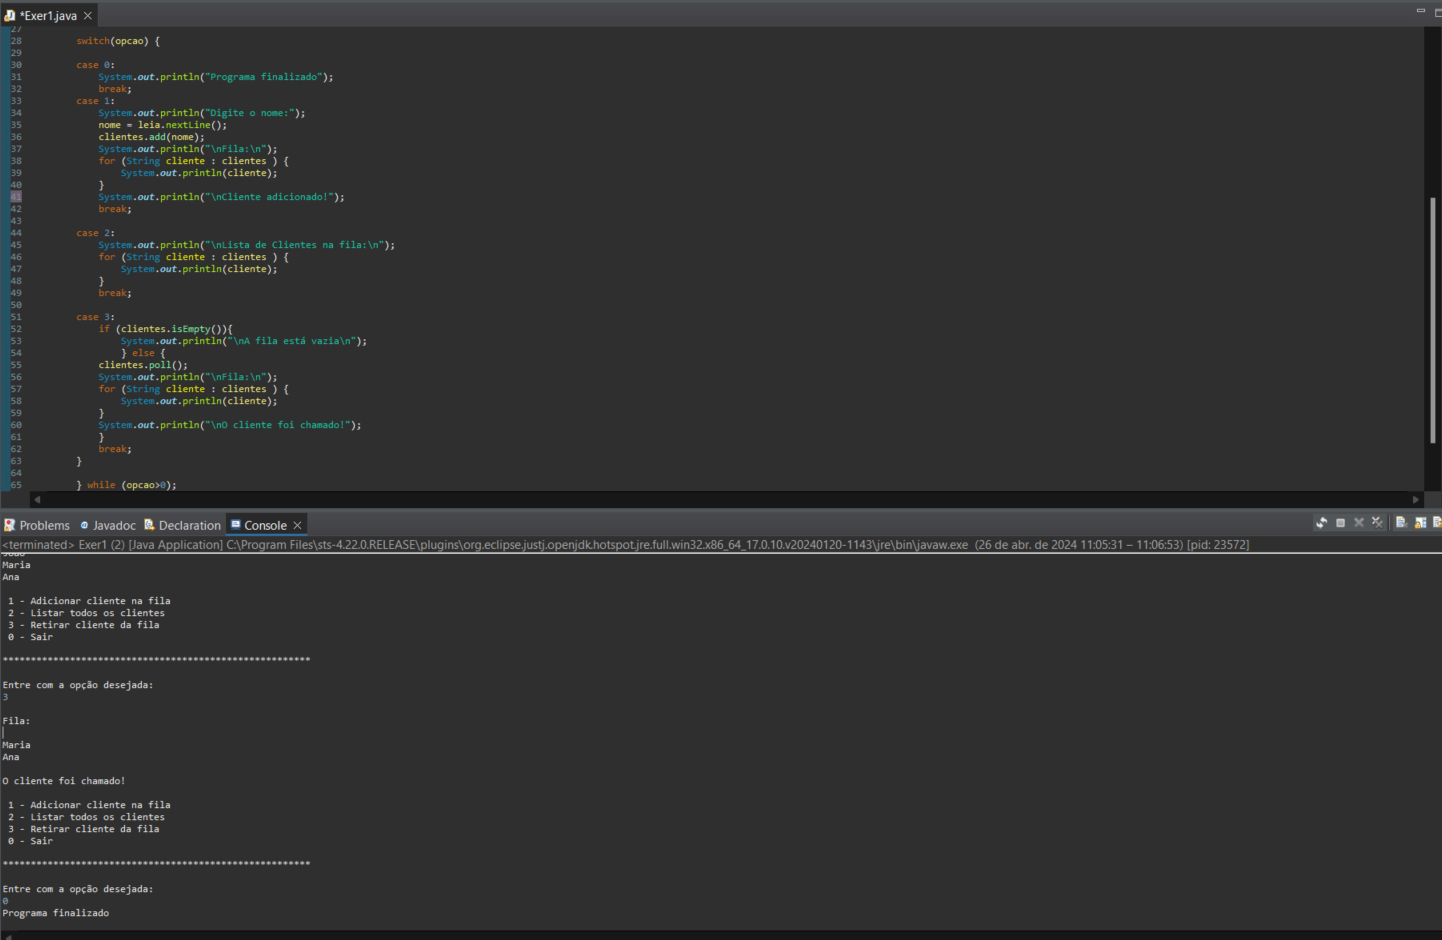 *Exer1.java
27
28 switch(opcao) {
29
30 case 0:
31 System.out.println("Programa finalizado");
32 break;
33 case 1:
34 System.out.println("Digite o nome:");
35 nome = leia.nextLine();
36 clientes.add(nome);
37 System.out.println("\nFila:\n");
38 for (String cliente : clientes ) {
39 System.out.println(cliente);
40 }
41 System.out.println("\nCliente adicionado!");
42 break;
43
44 case 2:
45 System.out.println("\nLista de Clientes na fila:\n");
46 for (String cliente : clientes ) {
47 System.out.println(cliente);
48 }
49 break;
50
51 case 3:
52 if (clientes.isEmpty()){
53 System.out.println("\nA fila está vazia\n");
54 } else {
55 clientes.poll();
56 System.out.println("\nFila:\n");
57 for (String cliente : clientes ) {
58 System.out.println(cliente);
59 }
60 System.out.println("\nO cliente foi chamado!");
61 }
62 break;
63 }
64
65 } while (opcao>0);
Problems Javadoc Declaration Console
<terminated> Exer1 (2) [Java Application] C:\Program Files\sts-4.22.0.RELEASE\plugins\org.eclipse.justj.openjdk.hotspot.jre.full.win32.x86_64_17.0.10.v20240120-1143\jre\bin\javaw.exe (26 de abr. de 2024 11:05:31 – 11:06:53) [pid: 23572]
Maria
Ana
1 - Adicionar cliente na fila
2 - Listar todos os clientes
3 - Retirar cliente da fila
0 - Sair
*******************************************************
Entre com a opção desejada:
3
Fila:
Maria
Ana
O cliente foi chamado!
1 - Adicionar cliente na fila
2 - Listar todos os clientes
3 - Retirar cliente da fila
0 - Sair
*******************************************************
Entre com a opção desejada:
0
Programa finalizado